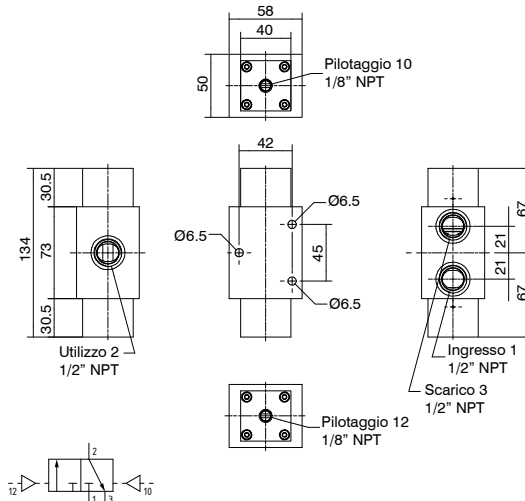 58
40
50
Pilotaggio 10
1/8" NPT
42
Ø6.5
Ø6.5
45
Ø6.5
134
30.5
73
30.5
Utilizzo 2
1/2" NPT
67
21
21
67
Ingresso 1
1/2" NPT
Scarico 3
1/2" NPT
Pilotaggio 12
1/8" NPT
2
12
10
1
3